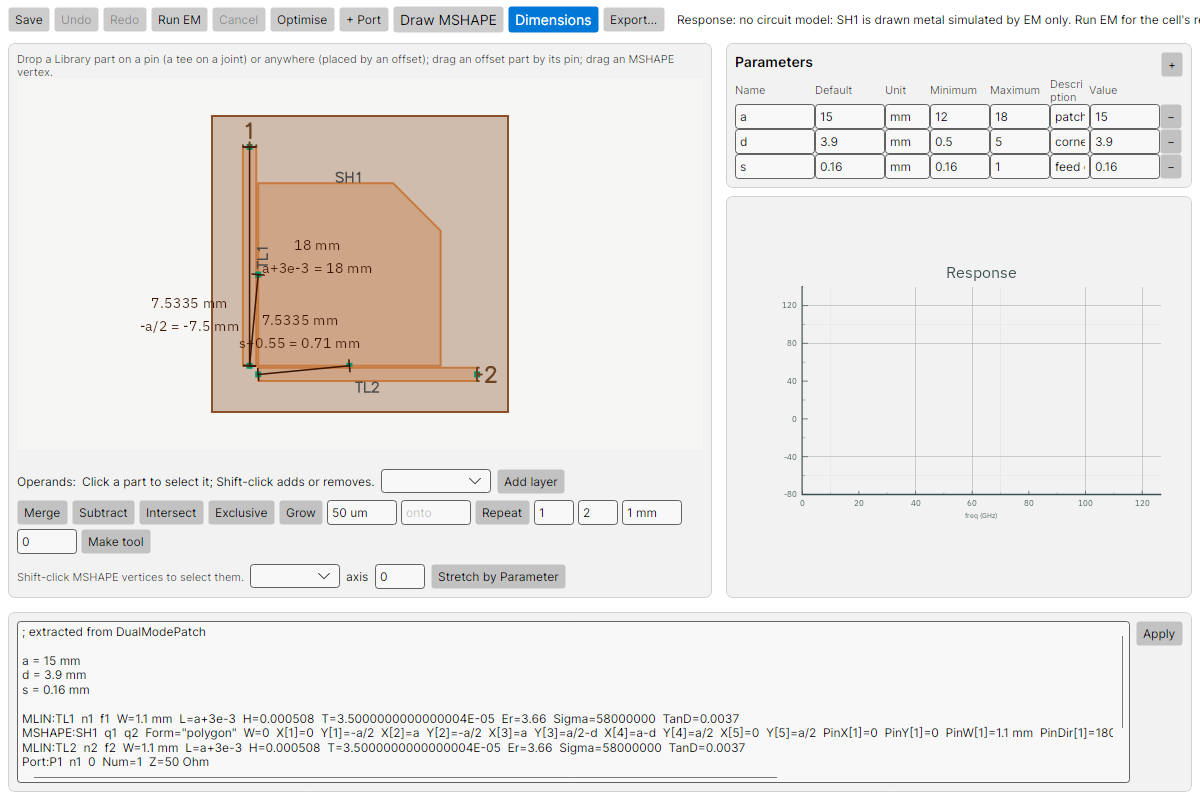 Save Undo Redo Run EM Cancel Optimise + Port Draw MSHAPE Dimensions Export... Response: no circuit model: SH1 is drawn metal simulated by EM only. Run EM for the cell's r
Drop a Library part on a pin (a tee on a joint) or anywhere (placed by an offset); drag an offset part by its pin; drag an MSHAPE
vertex.
1
SH1
TL1
18 mm
a+3e-3 = 18 mm
7.5335 mm
-a/2 = -7.5 mm
7.5335 mm
s+0.55 = 0.71 mm
2
TL2
Operands: Click a part to select it; Shift-click adds or removes. Add layer
Merge Subtract Intersect Exclusive Grow 50 um onto Repeat 1 2 1 mm
0 Make tool
Shift-click MSHAPE vertices to select them. axis 0 Stretch by Parameter
Parameters +
Name Default Unit Minimum Maximum Descri
ption Value
a 15 mm 12 18 patch 15 −
d 3.9 mm 0.5 5 corne 3.9 −
s 0.16 mm 0.16 1 feed 0.16 −
Response
120
80
40
0
-40
-80
0 20 40 60 80 100 120
freq (GHz)
; extracted from DualModePatch
a = 15 mm
d = 3.9 mm
s = 0.16 mm
MLIN:TL1 n1 f1 W=1.1 mm L=a+3e-3 H=0.000508 T=3.5000000000000004E-05 Er=3.66 Sigma=58000000 TanD=0.0037
MSHAPE:SH1 q1 q2 Form="polygon" W=0 X[1]=0 Y[1]=-a/2 X[2]=a Y[2]=-a/2 X[3]=a Y[3]=a/2-d X[4]=a-d Y[4]=a/2 X[5]=0 Y[5]=a/2 PinX[1]=0 PinY[1]=0 PinW[1]=1.1 mm PinDir[1]=180
MLIN:TL2 n2 f2 W=1.1 mm L=a+3e-3 H=0.000508 T=3.5000000000000004E-05 Er=3.66 Sigma=58000000 TanD=0.0037
Port:P1 n1 0 Num=1 Z=50 Ohm
Apply